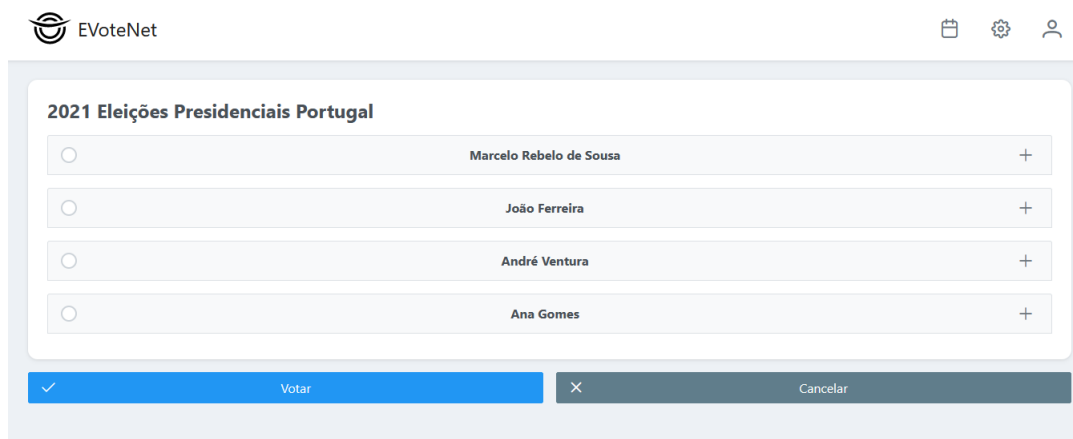 EVoteNet
2021 Eleições Presidenciais Portugal
Marcelo Rebelo de Sousa
João Ferreira
André Ventura
Ana Gomes
Votar
Cancelar